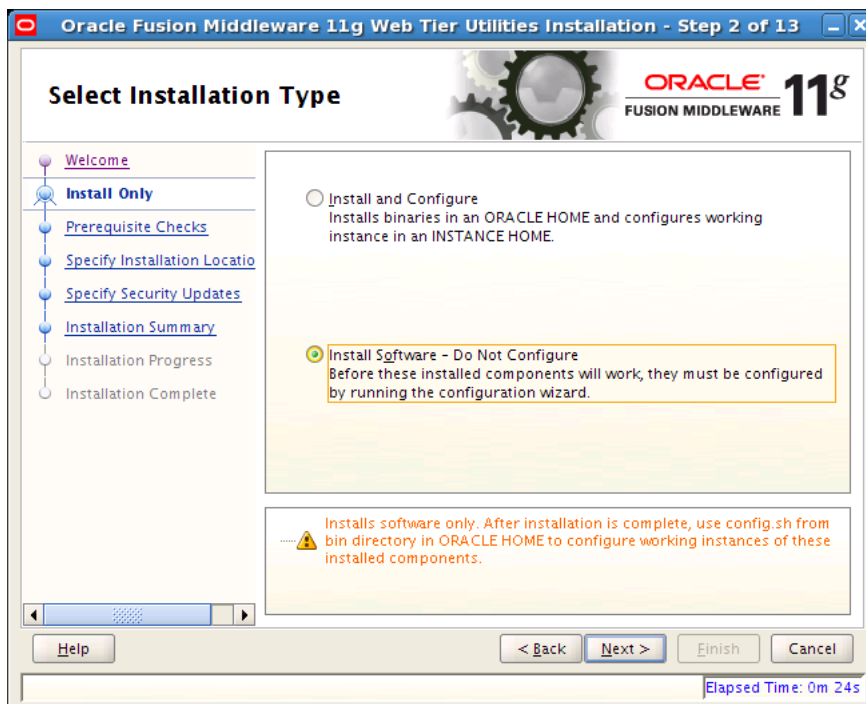 Oracle Fusion Middleware 11g Web Tier Utilities Installation - Step 2 of 13
Select Installation Type
ORACLE
FUSION MIDDLEWARE
11g
Welcome
Install Only
Prerequisite Checks
Specify Installation Locatio
Specify Security Updates
Installation Summary
Installation Progress
Installation Complete
Install and Configure
Installs binaries in an ORACLE HOME and configures working
instance in an INSTANCE HOME.
Install Software - Do Not Configure
Before these installed components will work, they must be configured
by running the configuration wizard.
Installs software only. After installation is complete, use config.sh from
bin directory in ORACLE HOME to configure working instances of these
installed components.
Help
< Back
Next >
Finish
Cancel
Elapsed Time: 0m 24s